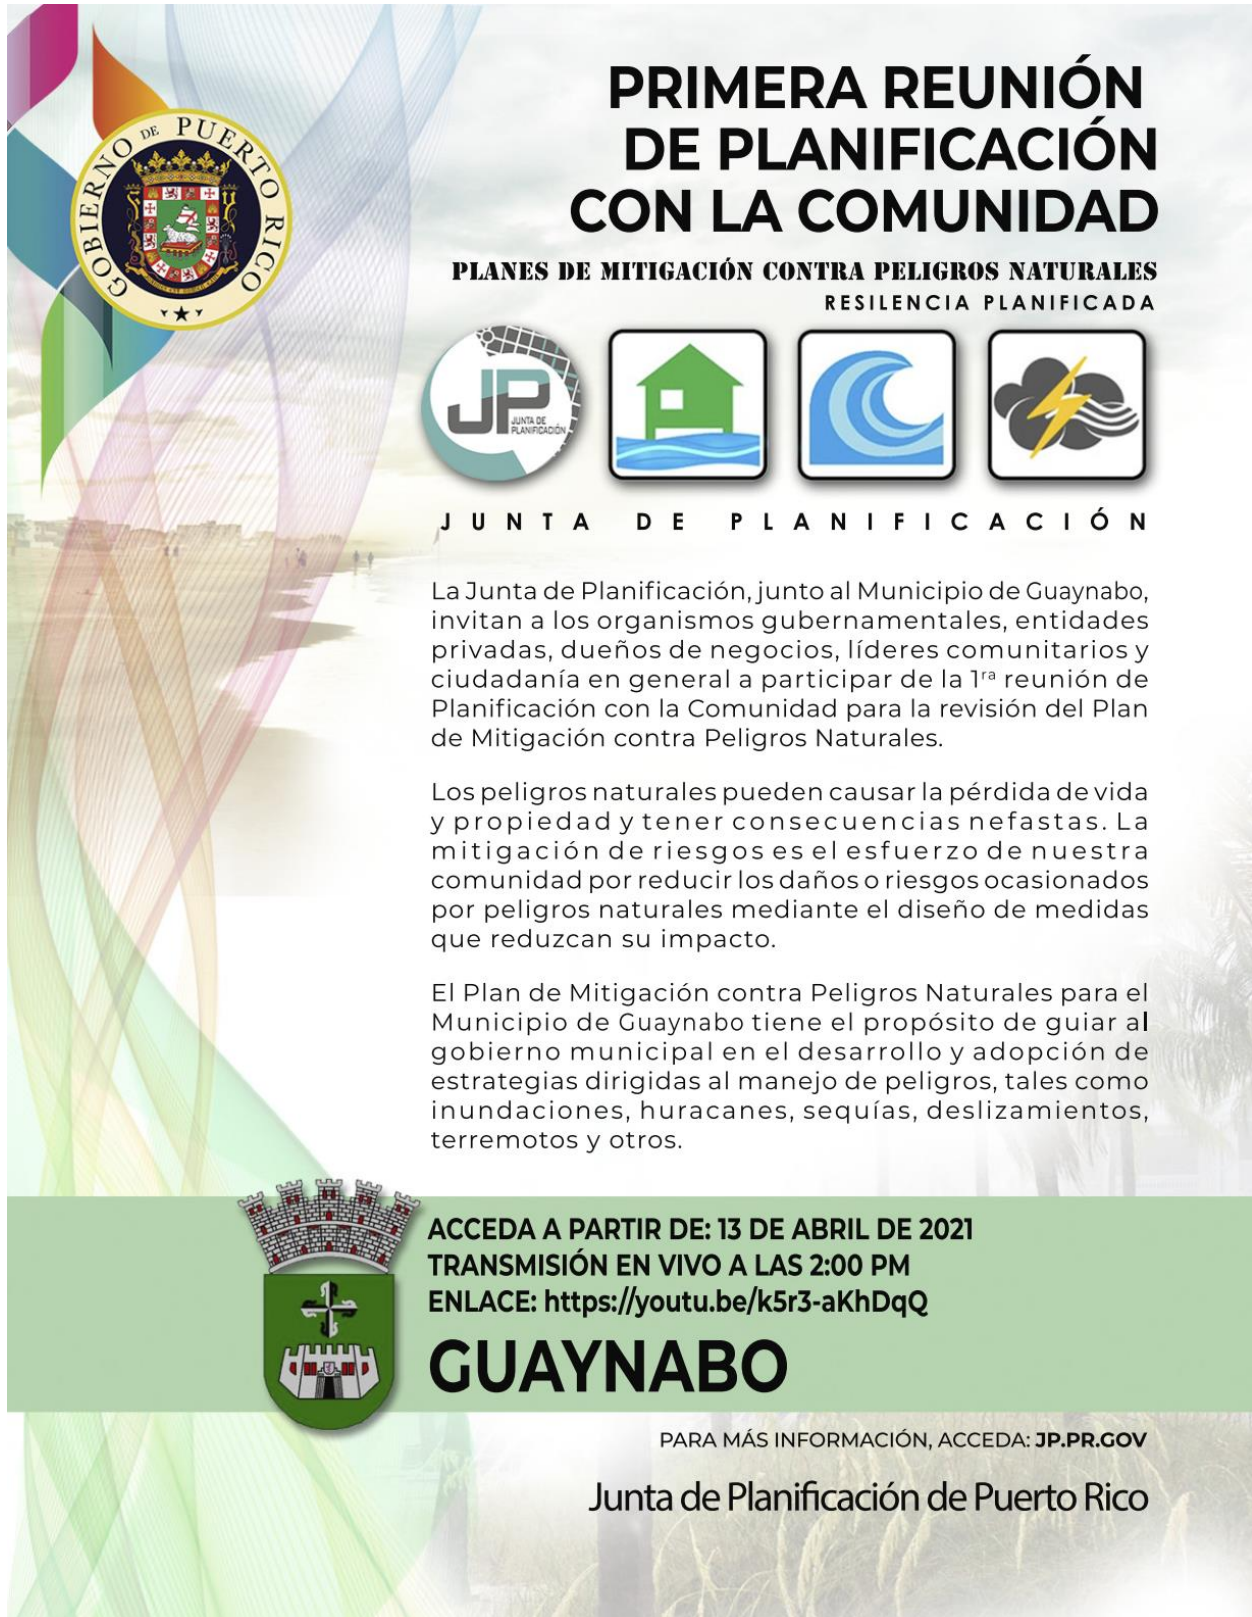 GOBIERNO DE PUERTO RICO
PRIMERA REUNIÓN
DE PLANIFICACIÓN
CON LA COMUNIDAD
PLANES DE MITIGACIÓN CONTRA PELIGROS NATURALES
RESILENCIA PLANIFICADA
JP
JUNTA DE
PLANIFICACIÓN
JUNTA DE PLANIFICACIÓN
La Junta de Planificación, junto al Municipio de Guaynabo,
invitan a los organismos gubernamentales, entidades
privadas, dueños de negocios, líderes comunitarios y
ciudadanía en general a participar de la 1ra reunión de
Planificación con la Comunidad para la revisión del Plan
de Mitigación contra Peligros Naturales.
Los peligros naturales pueden causar la pérdida de vida
y propiedad y tener consecuencias nefastas. La
mitigación de riesgos es el esfuerzo de nuestra
comunidad por reducir los daños o riesgos ocasionados
por peligros naturales mediante el diseño de medidas
que reduzcan su impacto.
El Plan de Mitigación contra Peligros Naturales para el
Municipio de Guaynabo tiene el propósito de guiar al
gobierno municipal en el desarrollo y adopción de
estrategias dirigidas al manejo de peligros, tales como
inundaciones, huracanes, sequías, deslizamientos,
terremotos y otros.
ACCEDA A PARTIR DE: 13 DE ABRIL DE 2021
TRANSMISIÓN EN VIVO A LAS 2:00 PM
ENLACE: https://youtu.be/k5r3-aKhDqQ
GUAYNABO
PARA MÁS INFORMACIÓN, ACCEDA: JP.PR.GOV
Junta de Planificación de Puerto Rico